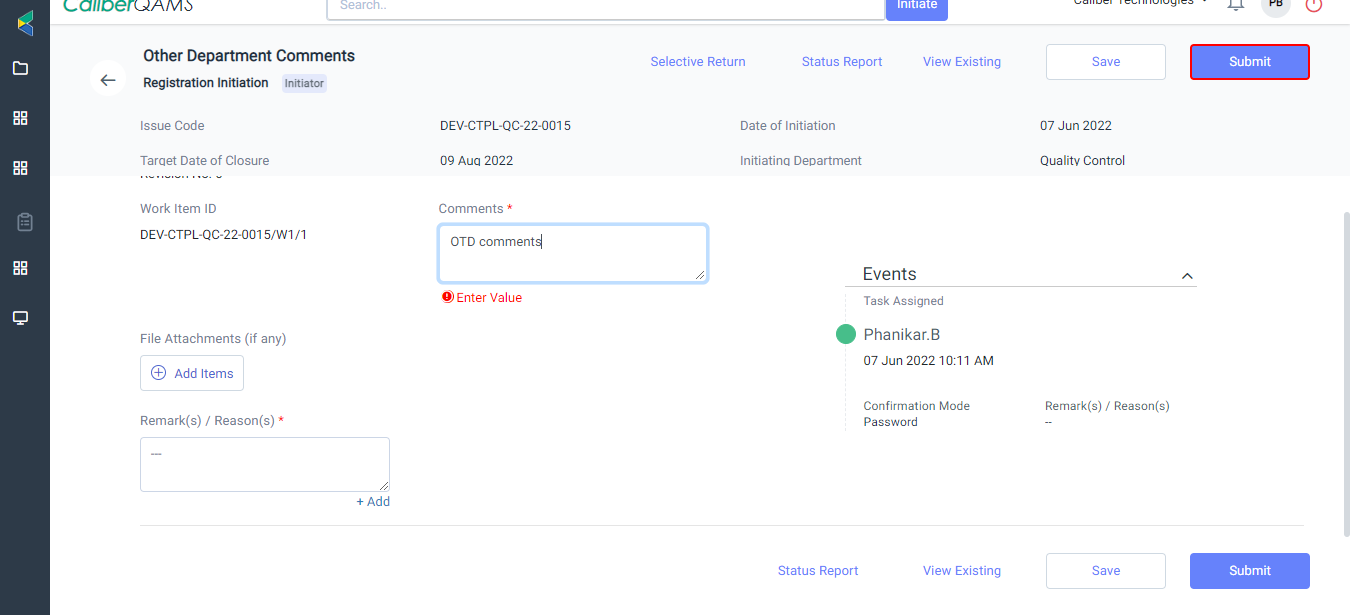 CaliberQAMS
Search..
Initiate
Caliber Technologies
PB
Other Department Comments
Registration Initiation Initiator
Selective Return
Status Report
View Existing
Save
Submit
Issue Code
DEV-CTPL-QC-22-0015
Date of Initiation
07 Jun 2022
Target Date of Closure
09 Aug 2022
Initiating Department
Quality Control
Revision No. 0
Work Item ID
DEV-CTPL-QC-22-0015/W1/1
Comments *
OTD comments
Enter Value
File Attachments (if any)
Add Items
Remark(s) / Reason(s) *
---
+ Add
Events
Task Assigned
Phanikar.B
07 Jun 2022 10:11 AM
Confirmation Mode
Password
Remark(s) / Reason(s)
--
Status Report
View Existing
Save
Submit